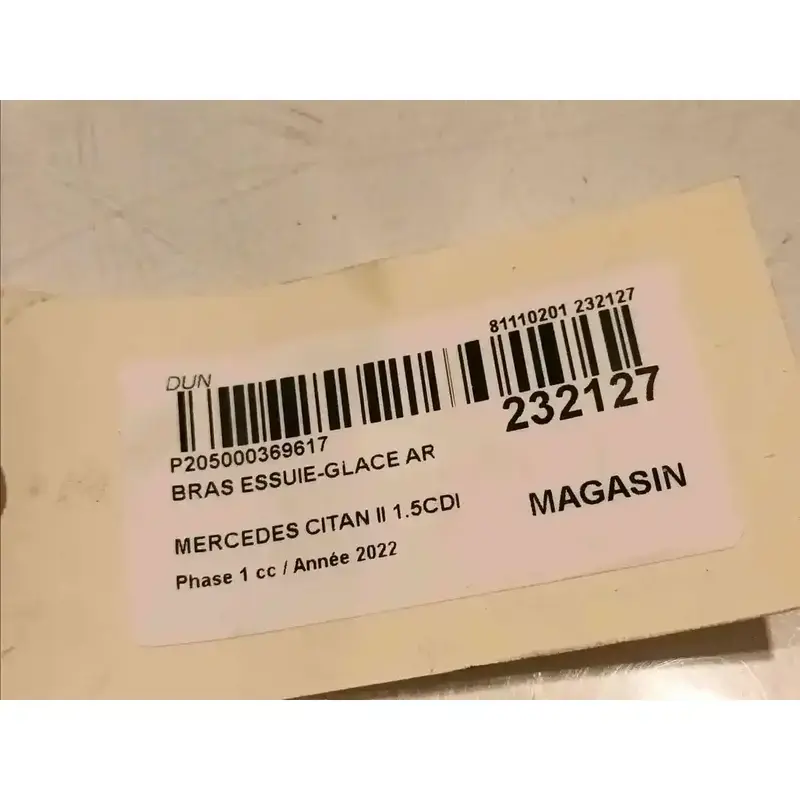 81110201 232127
DUN
232127
P205000369617
BRAS ESSUIE-GLACE AR
MAGASIN
MERCEDES CITAN II 1.5CDI
Phase 1 cc / Année 2022